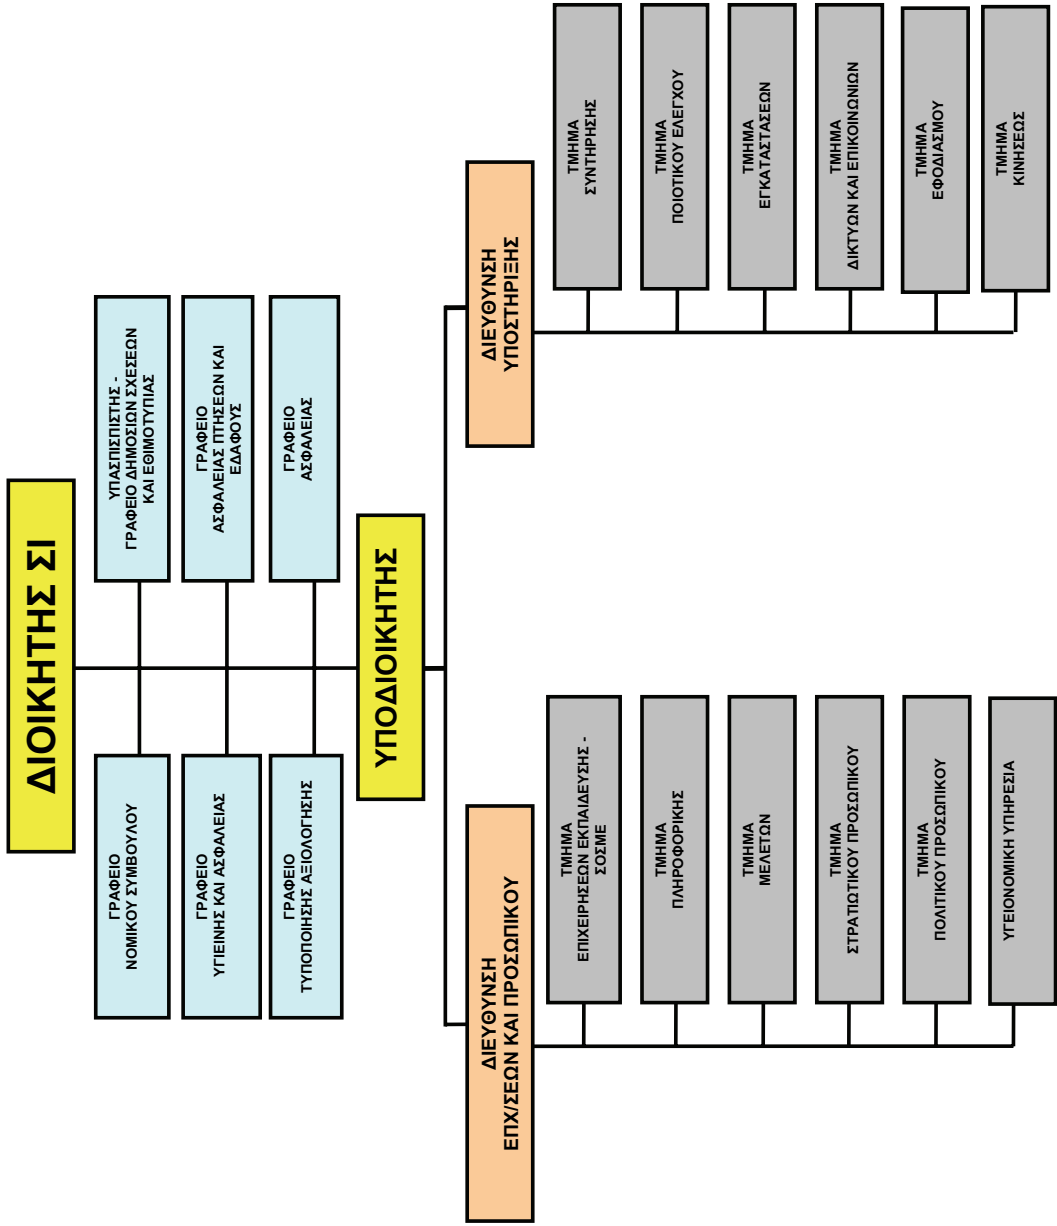 ΔΙΟΙΚΗΤΗΣ ΣΙ
ΓΡΑΦΕΙΟ
ΝΟΜΙΚΟΥ ΣΥΜΒΟΥΛΟΥ
ΥΠΑΣΠΙΣΠΙΣΤΗΣ -
ΓΡΑΦΕΙΟ ΔΗΜΟΣΙΩΝ ΣΧΕΣΕΩΝ
ΚΑΙ ΕΘΙΜΟΤΥΠΙΑΣ
ΓΡΑΦΕΙΟ
ΥΓΙΕΙΝΗΣ ΚΑΙ ΑΣΦΑΛΕΙΑΣ
ΓΡΑΦΕΙΟ
ΑΣΦΑΛΕΙΑΣ ΠΤΗΣΕΩΝ ΚΑΙ
ΕΔΑΦΟΥΣ
ΓΡΑΦΕΙΟ
ΤΥΠΟΠΟΙΗΣΗΣ ΑΞΙΟΛΟΓΗΣΗΣ
ΓΡΑΦΕΙΟ
ΑΣΦΑΛΕΙΑΣ
ΥΠΟΔΙΟΙΚΗΤΗΣ
ΔΙΕΥΘΥΝΣΗ
ΕΠΧ/ΣΕΩΝ ΚΑΙ ΠΡΟΣΩΠΙΚΟΥ
ΤΜΗΜΑ
ΕΠΙΧΕΙΡΗΣΕΩΝ ΕΚΠΑΙΔΕΥΣΗΣ -
ΣΟΣΜΕ
ΤΜΗΜΑ
ΠΛΗΡΟΦΟΡΙΚΗΣ
ΤΜΗΜΑ
ΜΕΛΕΤΩΝ
ΤΜΗΜΑ
ΣΤΡΑΤΙΩΤΙΚΟΥ ΠΡΟΣΩΠΙΚΟΥ
ΤΜΗΜΑ
ΠΟΛΙΤΙΚΟΥ ΠΡΟΣΩΠΙΚΟΥ
ΥΓΕΙΟΝΟΜΙΚΗ ΥΠΗΡΕΣΙΑ
ΔΙΕΥΘΥΝΣΗ
ΥΠΟΣΤΗΡΙΞΗΣ
ΤΜΗΜΑ
ΣΥΝΤΗΡΗΣΗΣ
ΤΜΗΜΑ
ΠΟΙΟΤΙΚΟΥ ΕΛΕΓΧΟΥ
ΤΜΗΜΑ
ΕΓΚΑΤΑΣΤΑΣΕΩΝ
ΤΜΗΜΑ
ΔΙΚΤΥΩΝ ΚΑΙ ΕΠΙΚΟΙΝΩΝΙΩΝ
ΤΜΗΜΑ
ΕΦΟΔΙΑΣΜΟΥ
ΤΜΗΜΑ
ΚΙΝΗΣΕΩΣ